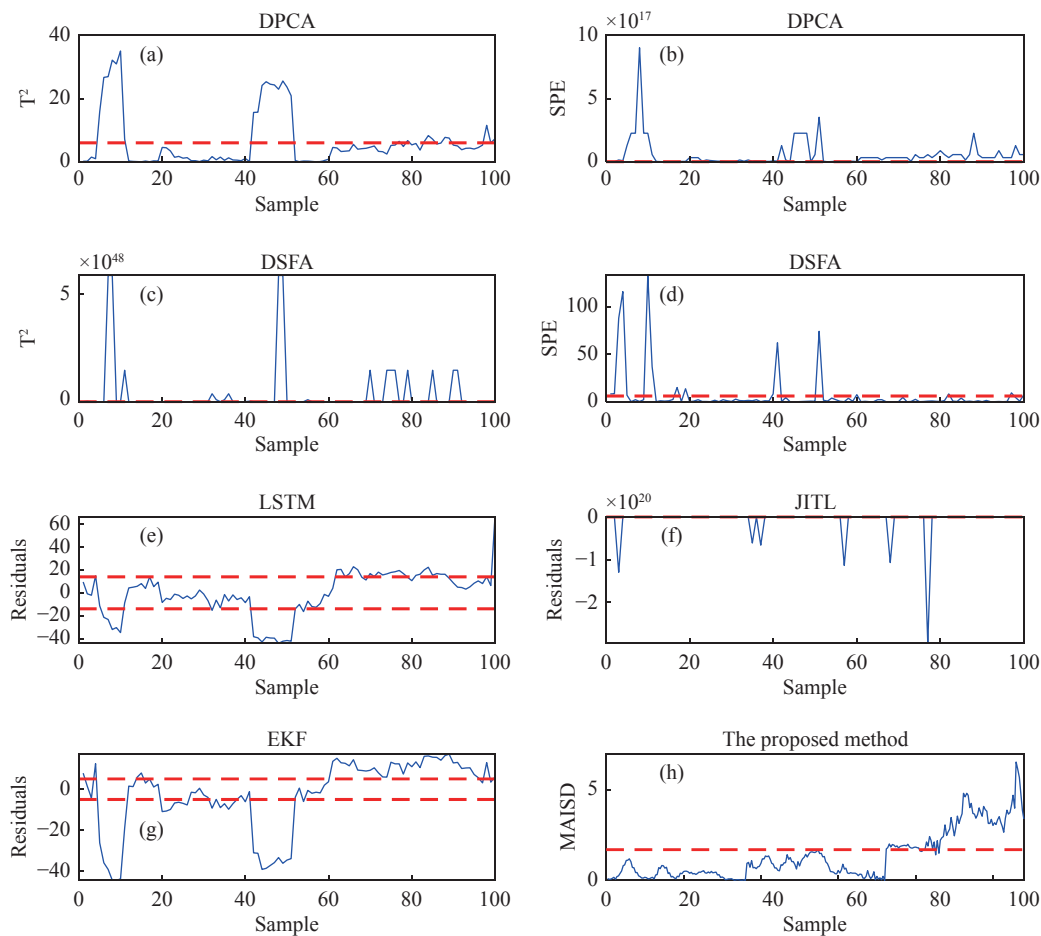 DPCA
(a)
T²
40
20
0
0 20 40 60 80 100
Sample
DPCA
×10¹⁷
(b)
SPE
10
5
0
0 20 40 60 80 100
Sample
DSFA
×10⁴⁸
(c)
T²
5
0
0 20 40 60 80 100
Sample
DSFA
(d)
SPE
100
50
0
0 20 40 60 80 100
Sample
LSTM
(e)
Residuals
60
40
20
0
−20
−40
0 20 40 60 80 100
Sample
JITL
×10²⁰
(f)
Residuals
0
−1
−2
0 20 40 60 80 100
Sample
EKF
(g)
Residuals
0
−20
−40
0 20 40 60 80 100
Sample
The proposed method
(h)
MAISD
5
0
0 20 40 60 80 100
Sample